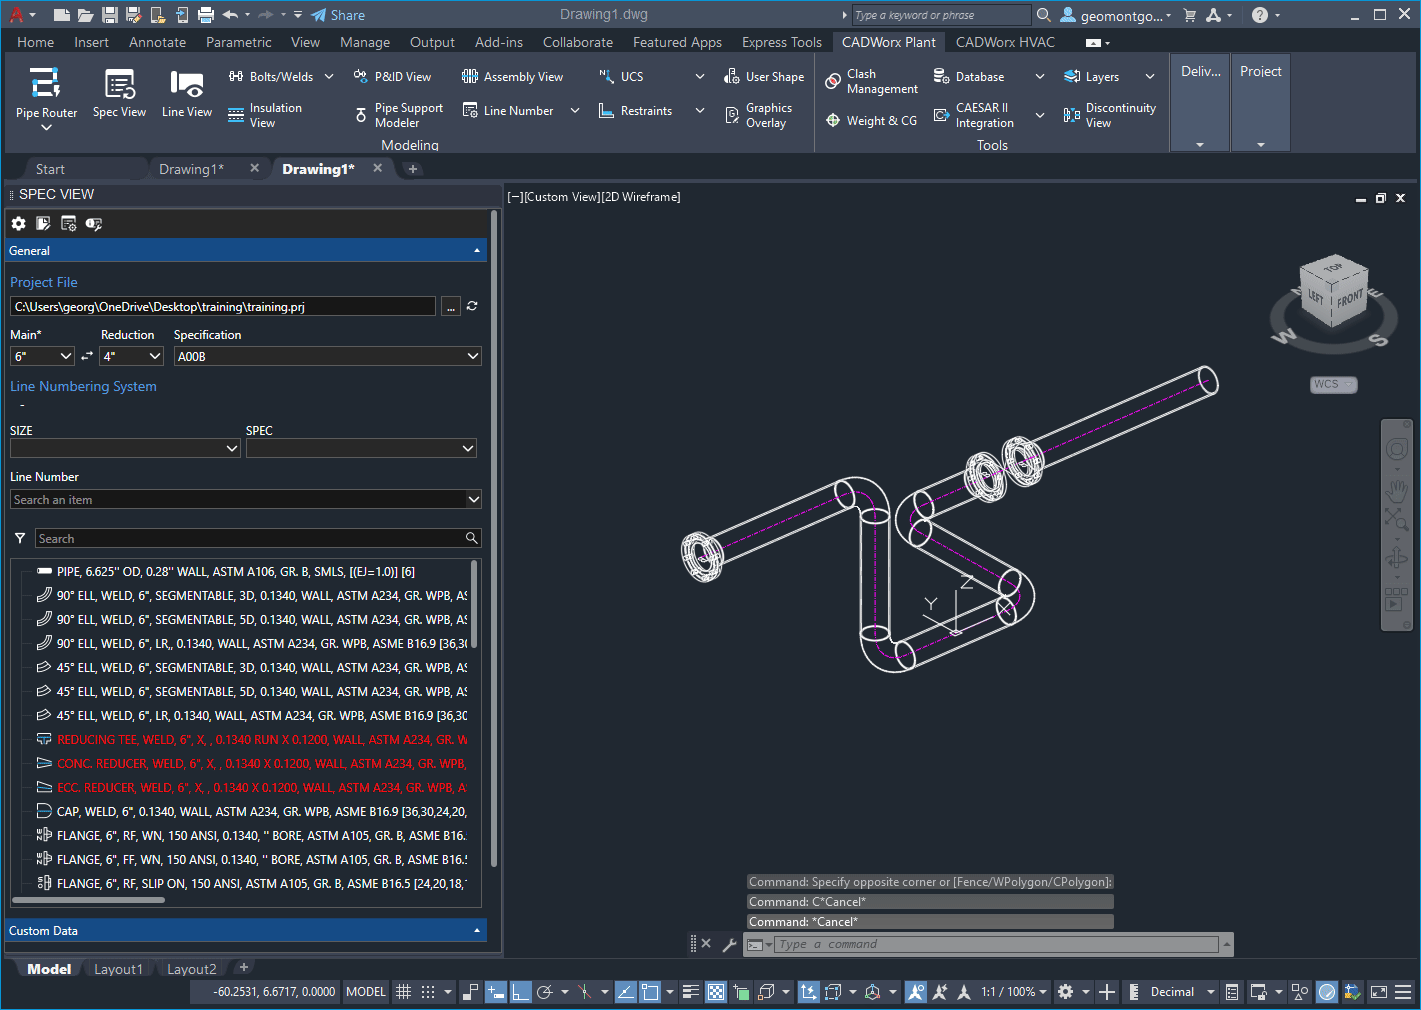 A
Share
Drawing1.dwg
Type a keyword or phrase
geomontgo...
?
Home Insert Annotate Parametric View Manage Output Add-ins Collaborate Featured Apps Express Tools CADWorx Plant CADWorx HVAC
Pipe Router
Spec View
Line View
Bolts/Welds
Insulation
View
P&ID View
Pipe Support
Modeler
Assembly View
Line Number
UCS
Restraints
User Shape
Graphics
Overlay
Modeling
Clash
Management
Weight & CG
Database
CAESAR II
Integration
Layers
Discontinuity
View
Tools
Deliv...
Project
Start
Drawing1*
Drawing1*
SPEC VIEW
General
Project File
C:\Users\georg\OneDrive\Desktop\training\training.prj
...
Main* Reduction Specification
6" 4" A00B
Line Numbering System
-
SIZE SPEC
Line Number
Search an item
Search
PIPE, 6.625" OD, 0.28" WALL, ASTM A106, GR. B, SMLS, [(EJ=1.0)] [6]
90° ELL, WELD, 6", SEGMENTABLE, 3D, 0.1340, WALL, ASTM A234, GR. WPB, AS
90° ELL, WELD, 6", SEGMENTABLE, 5D, 0.1340, WALL, ASTM A234, GR. WPB, AS
90° ELL, WELD, 6", LR,, 0.1340, WALL, ASTM A234, GR. WPB, ASME B16.9 [36,30
45° ELL, WELD, 6", SEGMENTABLE, 3D, 0.1340, WALL, ASTM A234, GR. WPB, AS
45° ELL, WELD, 6", SEGMENTABLE, 5D, 0.1340, WALL, ASTM A234, GR. WPB, AS
45° ELL, WELD, 6", LR, 0.1340, WALL, ASTM A234, GR. WPB, ASME B16.9 [36,30
REDUCING TEE, WELD, 6", X, , 0.1340 RUN X 0.1200, WALL, ASTM A234, GR. W
CONC. REDUCER, WELD, 6", X, , 0.1340 X 0.1200, WALL, ASTM A234, GR. WPB,
ECC. REDUCER, WELD, 6", X, , 0.1340 X 0.1200, WALL, ASTM A234, GR. WPB, A
CAP, WELD, 6", 0.1340, WALL, ASTM A234, GR. WPB, ASME B16.9 [36,30,24,20,
FLANGE, 6", RF, WN, 150 ANSI, 0.1340, " BORE, ASTM A105, GR. B, ASME B16.
FLANGE, 6", FF, WN, 150 ANSI, 0.1340, " BORE, ASTM A105, GR. B, ASME B16.5
FLANGE, 6", RF, SLIP ON, 150 ANSI, ASTM A105, GR. B, ASME B16.5 [24,20,18,
Custom Data
[−][Custom View][2D Wireframe]
TOP
LEFT FRONT
N E
W S
WCS
Z
Y
X
Command: Specify opposite corner or [Fence/WPolygon/CPolygon]:
Command: C*Cancel*
Command: *Cancel*
Type a command
Model Layout1 Layout2 +
-60.2531, 6.6717, 0.0000 MODEL 1:1 / 100% Decimal